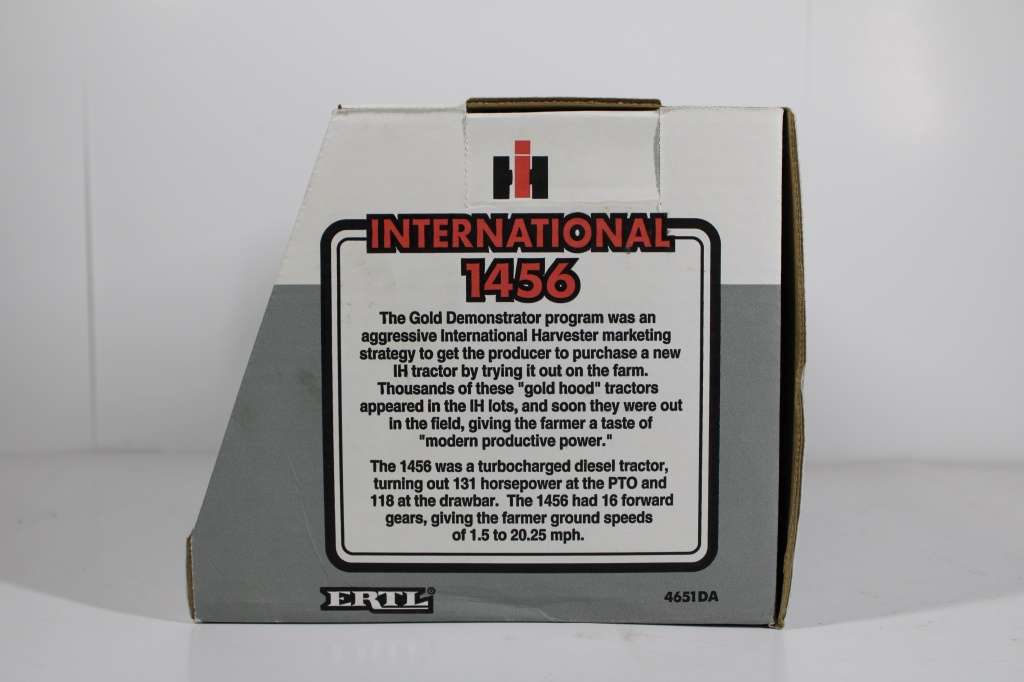 IH
INTERNATIONAL
1456
The Gold Demonstrator program was an
aggressive International Harvester marketing
strategy to get the producer to purchase a new
IH tractor by trying it out on the farm.
Thousands of these "gold hood" tractors
appeared in the IH lots, and soon they were out
in the field, giving the farmer a taste of
"modern productive power."
The 1456 was a turbocharged diesel tractor,
turning out 131 horsepower at the PTO and
118 at the drawbar. The 1456 had 16 forward
gears, giving the farmer ground speeds
of 1.5 to 20.25 mph.
ERTL®
4651DA